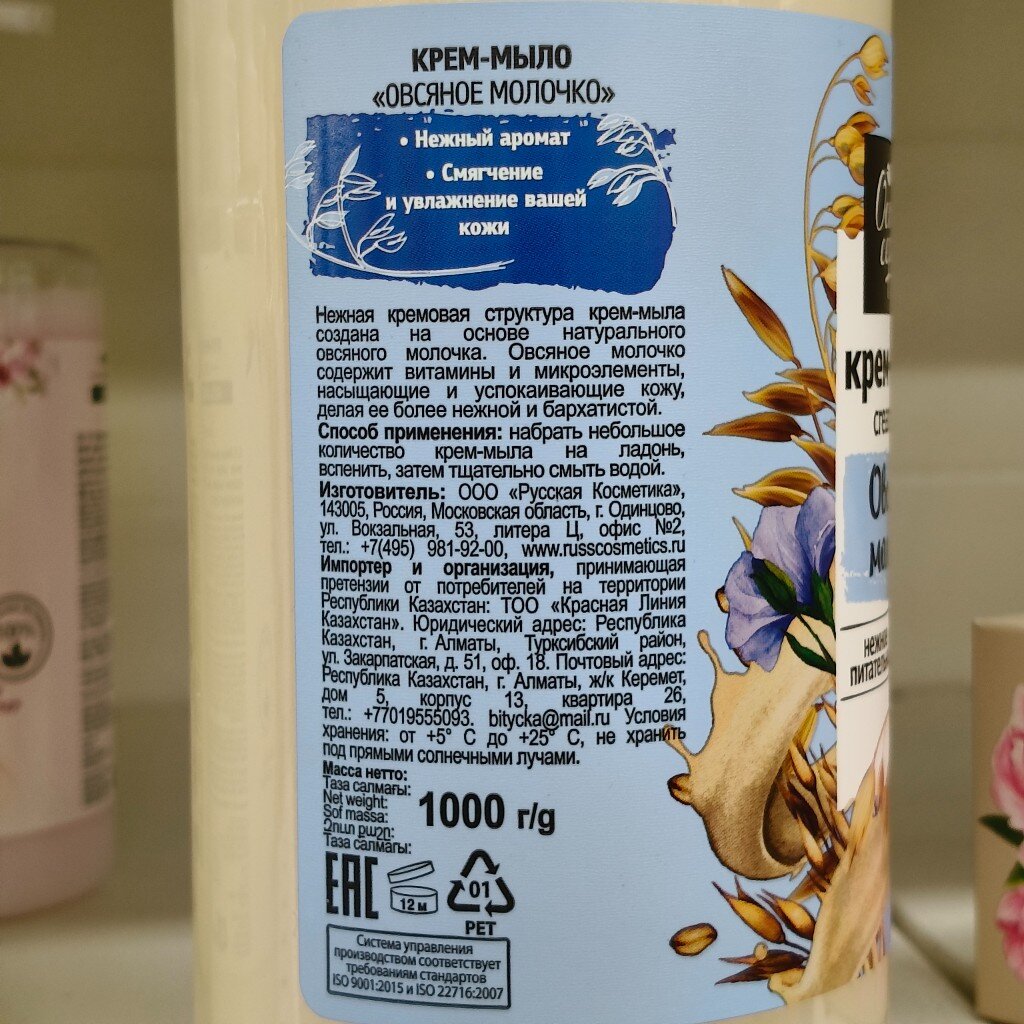 КРЕМ-МЫЛО
«ОВСЯНОЕ МОЛОЧКО»
• Нежный аромат
• Смягчение
и увлажнение вашей
кожи
Нежная кремовая структура крем-мыла
создана на основе натурального
овсяного молочка. Овсяное молочко
содержит витамины и микроэлементы,
насыщающие и успокаивающие кожу,
делая ее более нежной и бархатистой.
Способ применения: набрать небольшое
количество крем-мыла на ладонь,
вспенить, затем тщательно смыть водой.
Изготовитель: ООО «Русская Косметика»,
143005, Россия, Московская область, г. Одинцово,
ул. Вокзальная, 53, литера Ц, офис №2,
тел.: +7(495) 981-92-00, www.russcosmetics.ru
Импортер и организация, принимающая
претензии от потребителей на территории
Республики Казахстан: ТОО «Красная Линия
Казахстан». Юридический адрес: Республика
Казахстан, г. Алматы, Турксибский район,
ул. Закарпатская, д. 51, оф. 18. Почтовый адрес:
Республика Казахстан, г. Алматы, ж/к Керемет,
дом 5, корпус 13, квартира 26,
тел.: +77019555093. bitycka@mail.ru Условия
хранения: от +5° С до +25° С, не хранить
под прямыми солнечными лучами.
Масса нетто:
Таза салмағы:
Net weight:
Sof massa:
Զուտ քաշը:
Таза салмагы:
1000 г/g
ЕАС
12 м
01
PET
Система управления
производством соответствует
требованиям стандартов
ISO 9001:2015 и ISO 22716:2007